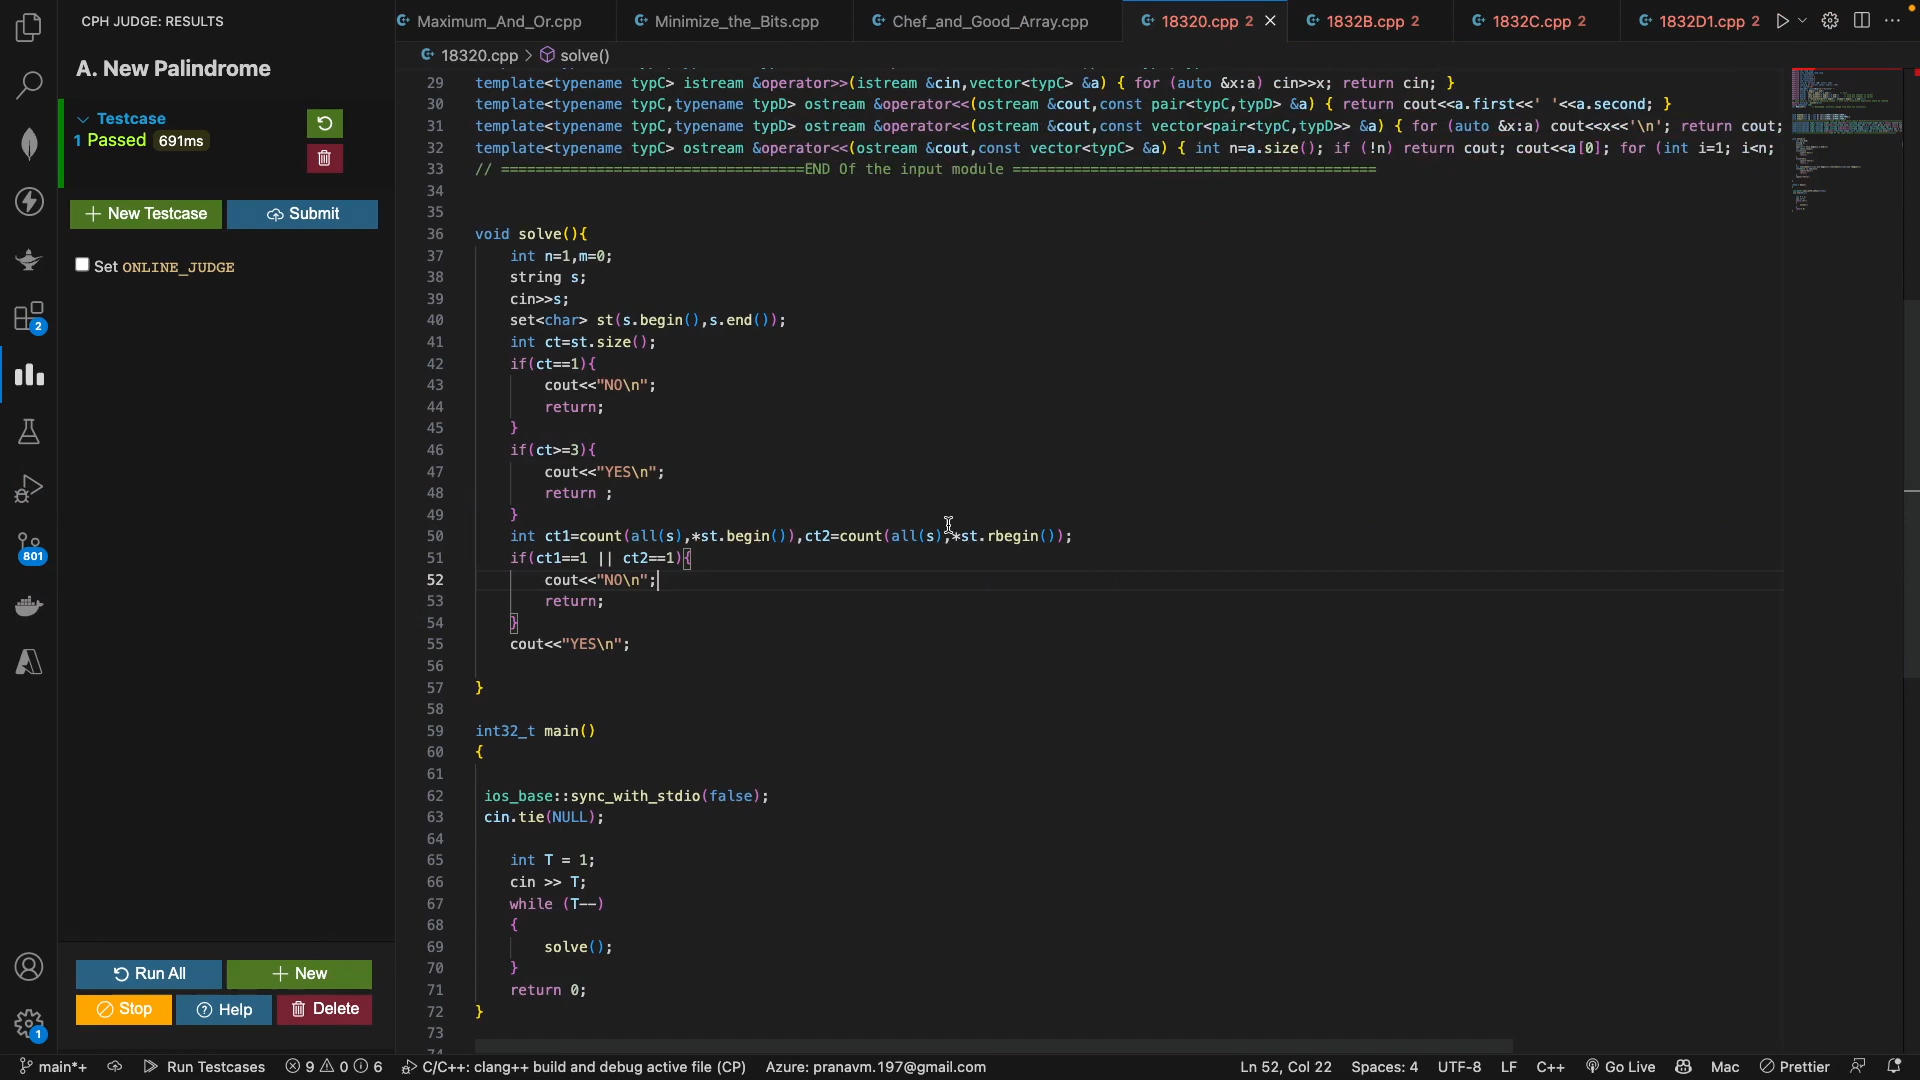 CPH JUDGE: RESULTS
Maximum_And_Or.cpp
Minimize_the_Bits.cpp
Chef_and_Good_Array.cpp
18320.cpp 2
1832B.cpp 2
1832C.cpp 2
1832D1.cpp 2
18320.cpp > solve()
A. New Palindrome
Testcase
1 Passed 691ms
+ New Testcase
Submit
Set ONLINE_JUDGE
29 template<typename typC> istream &operator>>(istream &cin,vector<typC> &a) { for (auto &x:a) cin>>x; return cin; }
30 template<typename typC,typename typD> ostream &operator<<(ostream &cout,const pair<typC,typD> &a) { return cout<<a.first<<' '<<a.second; }
31 template<typename typC,typename typD> ostream &operator<<(ostream &cout,const vector<pair<typC,typD>> &a) { for (auto &x:a) cout<<x<<'\n'; return cout;
32 template<typename typC> ostream &operator<<(ostream &cout,const vector<typC> &a) { int n=a.size(); if (!n) return cout; cout<<a[0]; for (int i=1; i<n;
33 // ===================================END Of the input module ==========================================
34
35
36 void solve(){
37 int n=1,m=0;
38 string s;
39 cin>>s;
40 set<char> st(s.begin(),s.end());
41 int ct=st.size();
42 if(ct==1){
43 cout<<"NO\n";
44 return;
45 }
46 if(ct>=3){
47 cout<<"YES\n";
48 return ;
49 }
50 int ct1=count(all(s),*st.begin()),ct2=count(all(s),*st.rbegin());
51 if(ct1==1 || ct2==1){
52 cout<<"NO\n";
53 return;
54 }
55 cout<<"YES\n";
56
57 }
58
59 int32_t main()
60 {
61
62 ios_base::sync_with_stdio(false);
63 cin.tie(NULL);
64
65 int T = 1;
66 cin >> T;
67 while (T--)
68 {
69 solve();
70 }
71 return 0;
72 }
73
2
801
1
Run All
+ New
Stop
Help
Delete
main*+
Run Testcases
9
0
6
C/C++: clang++ build and debug active file (CP)
Azure: pranavm.197@gmail.com
Ln 52, Col 22
Spaces: 4
UTF-8
LF
C++
Go Live
Mac
Prettier